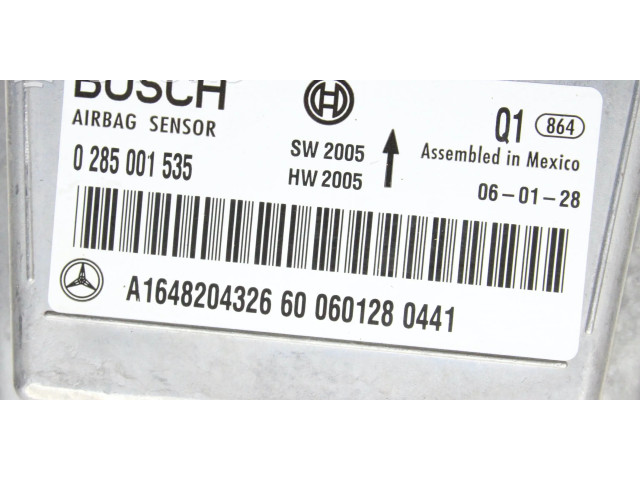 BOSCH
AIRBAG SENSOR
0 285 001 535
SW 2005
HW 2005
Q1 864
Assembled in Mexico
06-01-28
A1648204326 60 060128 0441